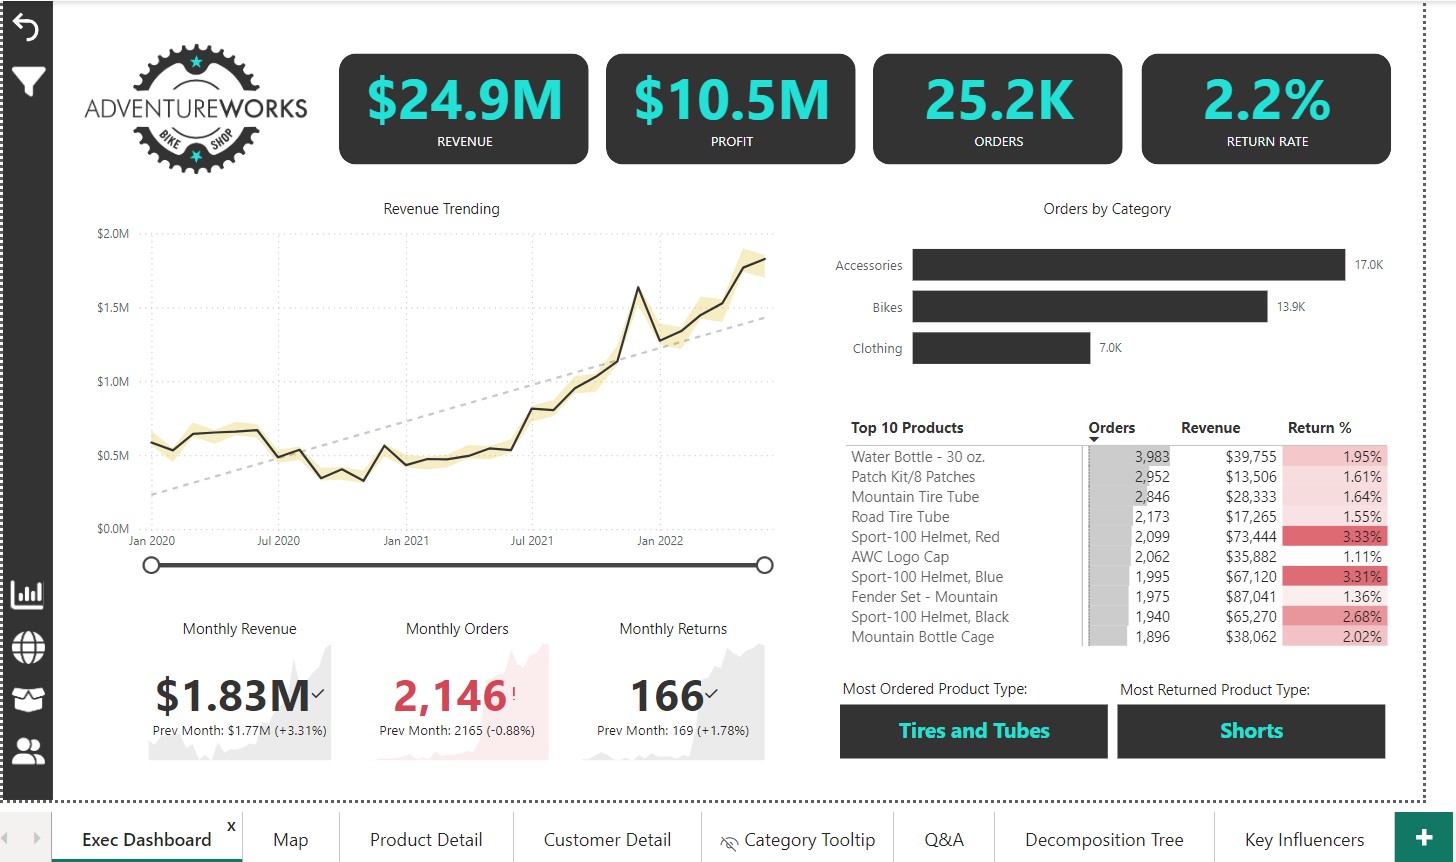 ADVENTUREWORKS
BIKE SHOP
$24.9M
REVENUE
$10.5M
PROFIT
25.2K
ORDERS
2.2%
RETURN RATE
Revenue Trending
$2.0M
$1.5M
$1.0M
$0.5M
$0.0M
Jan 2020 Jul 2020 Jan 2021 Jul 2021 Jan 2022
Orders by Category
Accessories 17.0K
Bikes 13.9K
Clothing 7.0K
Top 10 Products Orders Revenue Return %
Water Bottle - 30 oz. 3,983 $39,755 1.95%
Patch Kit/8 Patches 2,952 $13,506 1.61%
Mountain Tire Tube 2,846 $28,333 1.64%
Road Tire Tube 2,173 $17,265 1.55%
Sport-100 Helmet, Red 2,099 $73,444 3.33%
AWC Logo Cap 2,062 $35,882 1.11%
Sport-100 Helmet, Blue 1,995 $67,120 3.31%
Fender Set - Mountain 1,975 $87,041 1.36%
Sport-100 Helmet, Black 1,940 $65,270 2.68%
Mountain Bottle Cage 1,896 $38,062 2.02%
Monthly Revenue
$1.83M✓
Prev Month: $1.77M (+3.31%)
Monthly Orders
2,146!
Prev Month: 2165 (-0.88%)
Monthly Returns
166✓
Prev Month: 169 (+1.78%)
Most Ordered Product Type:
Tires and Tubes
Most Returned Product Type:
Shorts
Exec Dashboard x Map Product Detail Customer Detail Category Tooltip Q&A Decomposition Tree Key Influencers +